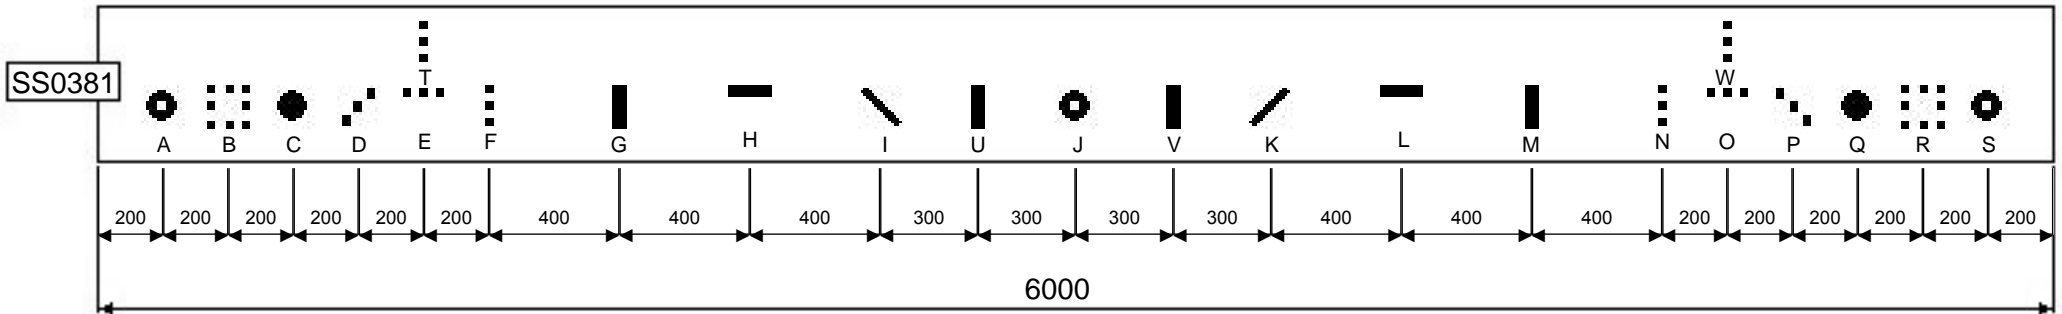 SS0381
T W
A B C D E F G H I U J V K L M N O P Q R S
200 200 200 200 200 200 400 400 400 300 300 300 300 400 400 400 200 200 200 200 200 200
6000